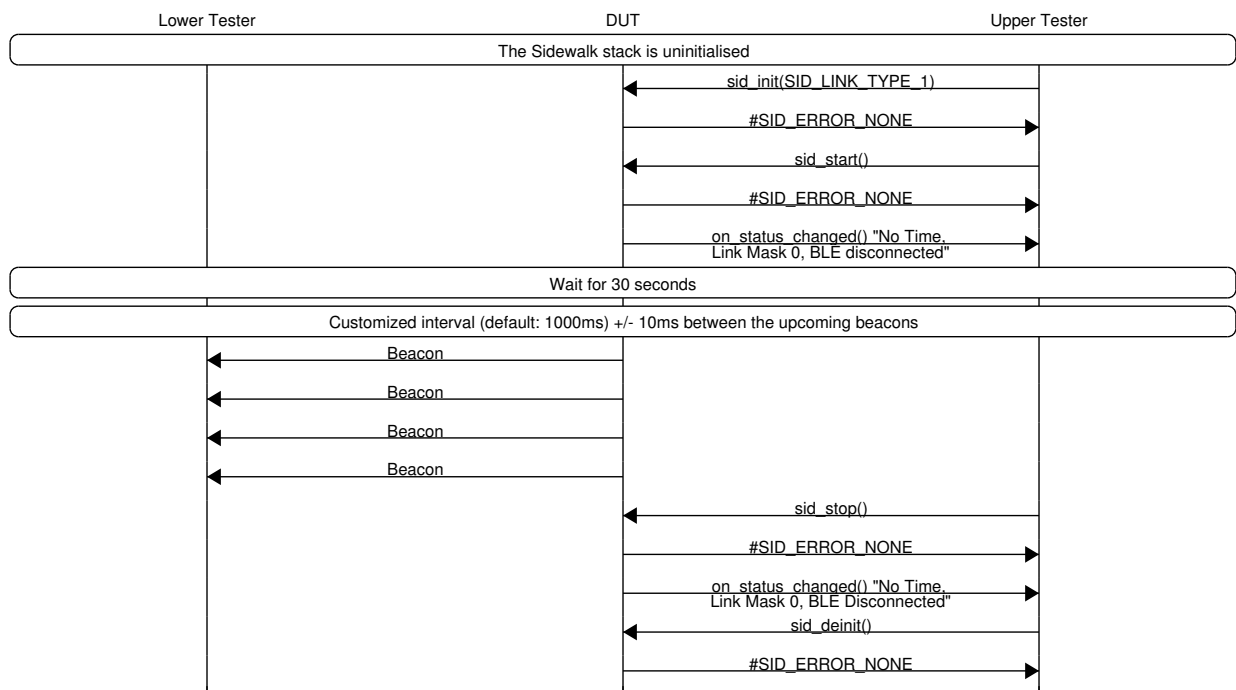 Lower Tester DUT Upper Tester
The Sidewalk stack is uninitialised
sid_init(SID_LINK_TYPE_1)
#SID_ERROR_NONE
sid_start()
#SID_ERROR_NONE
on_status_changed() "No Time,
Link Mask 0, BLE disconnected"
Wait for 30 seconds
Customized interval (default: 1000ms) +/- 10ms between the upcoming beacons
Beacon
Beacon
Beacon
Beacon
sid_stop()
#SID_ERROR_NONE
on_status_changed() "No Time,
Link Mask 0, BLE Disconnected"
sid_deinit()
#SID_ERROR_NONE